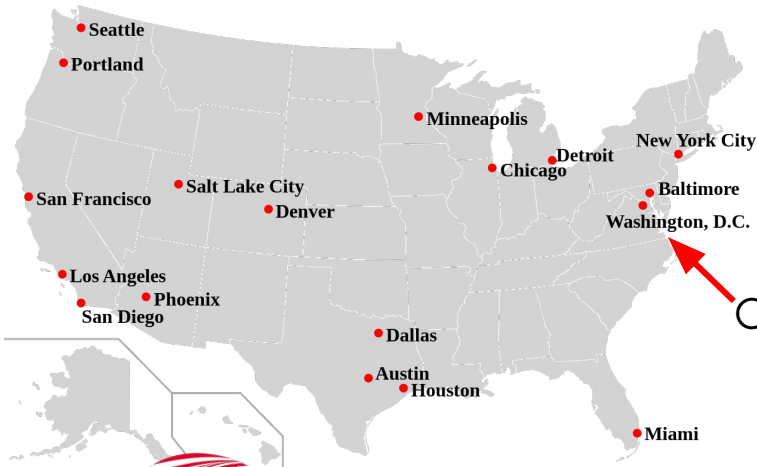 Seattle
Portland
Minneapolis
New York City
Detroit
Chicago
Salt Lake City
Baltimore
San Francisco
Denver
Washington, D.C.
Los Angeles
Phoenix
San Diego
Dallas
Austin
Houston
Miami